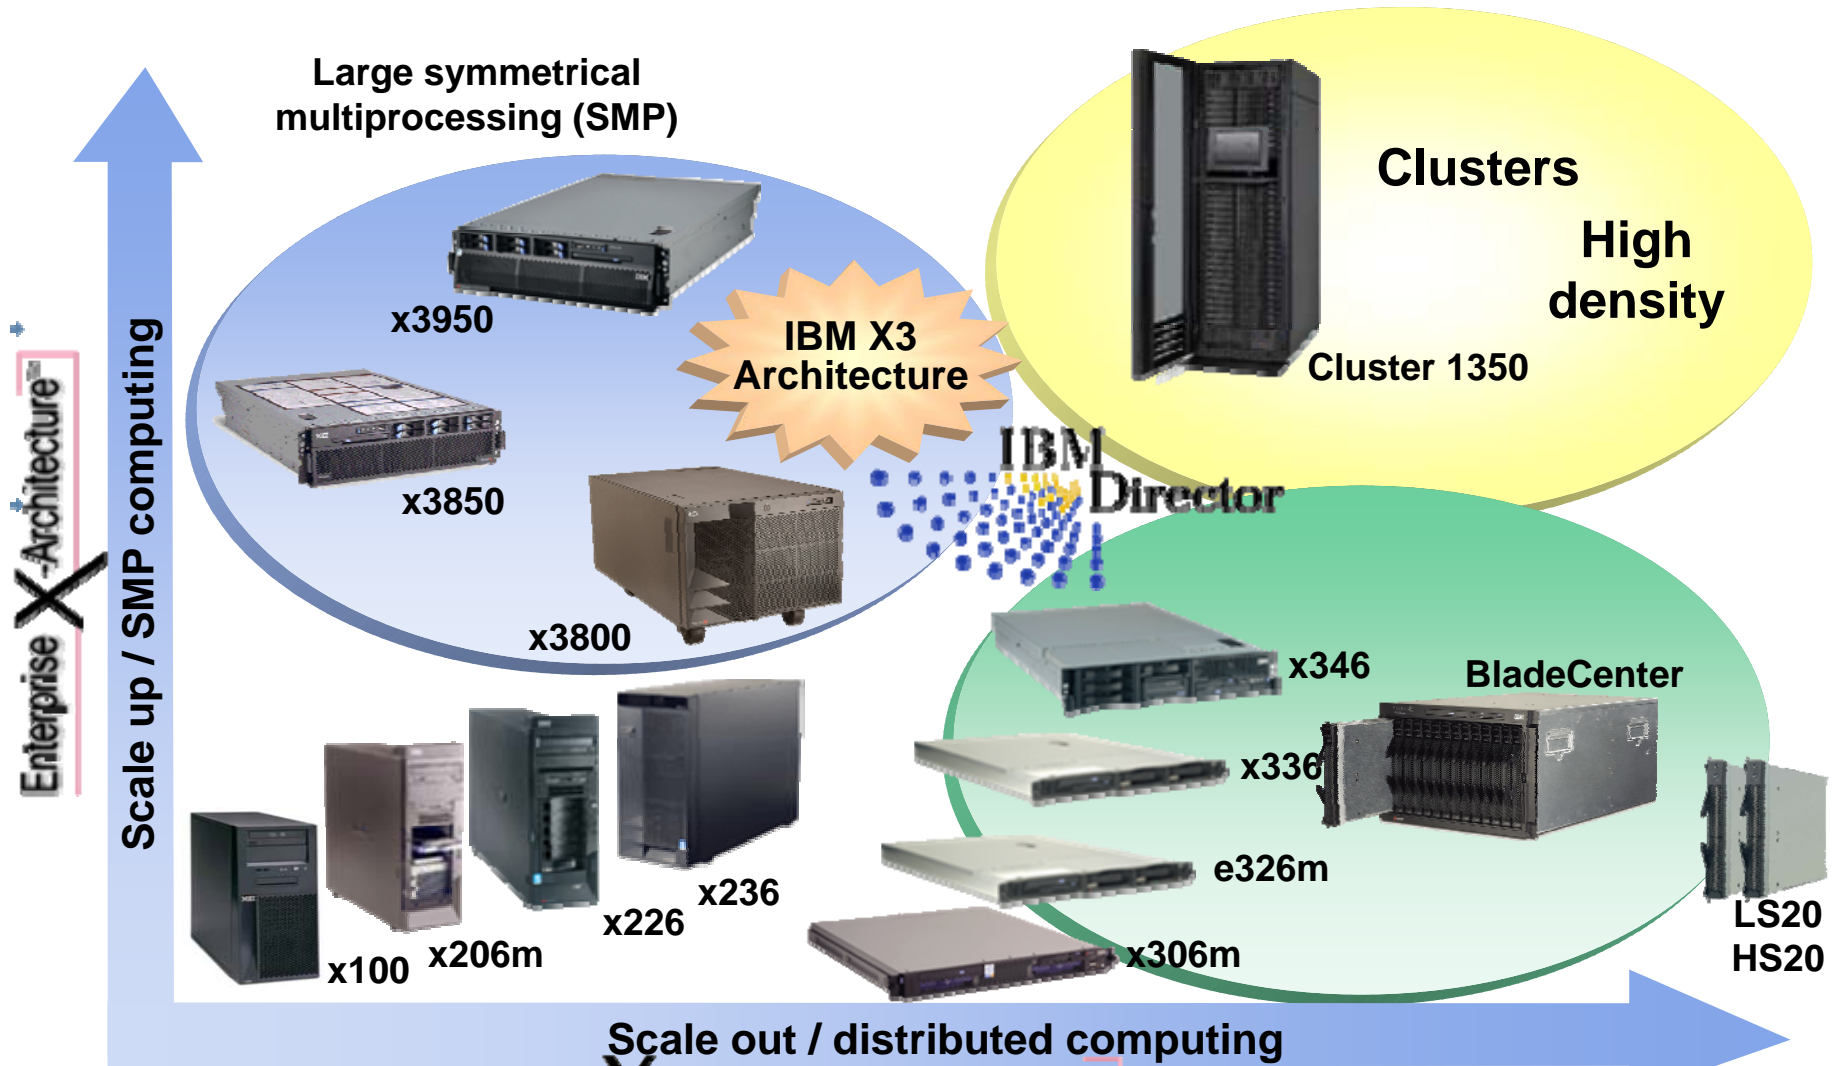 Large symmetrical
multiprocessing (SMP)
Clusters
High
density
Cluster 1350
x3950
IBM X3
Architecture
x3850
x3800
IBM
Director
Enterprise X-Architecture™
Scale up / SMP computing
x346
BladeCenter
x336
e326m
x306m
LS20
HS20
x236
x226
x206m
x100
Scale out / distributed computing